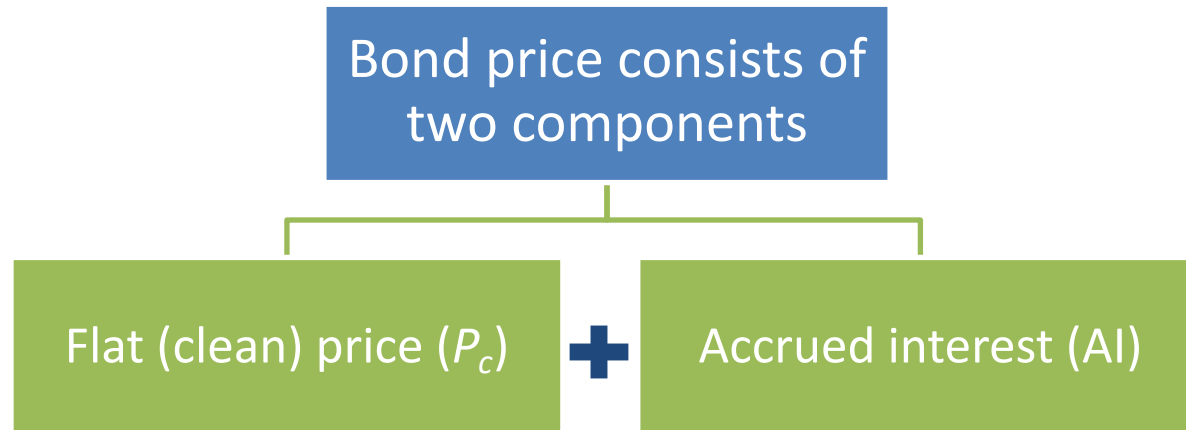 Bond price consists of
two components
Flat (clean) price (Pc)
+
Accrued interest (AI)